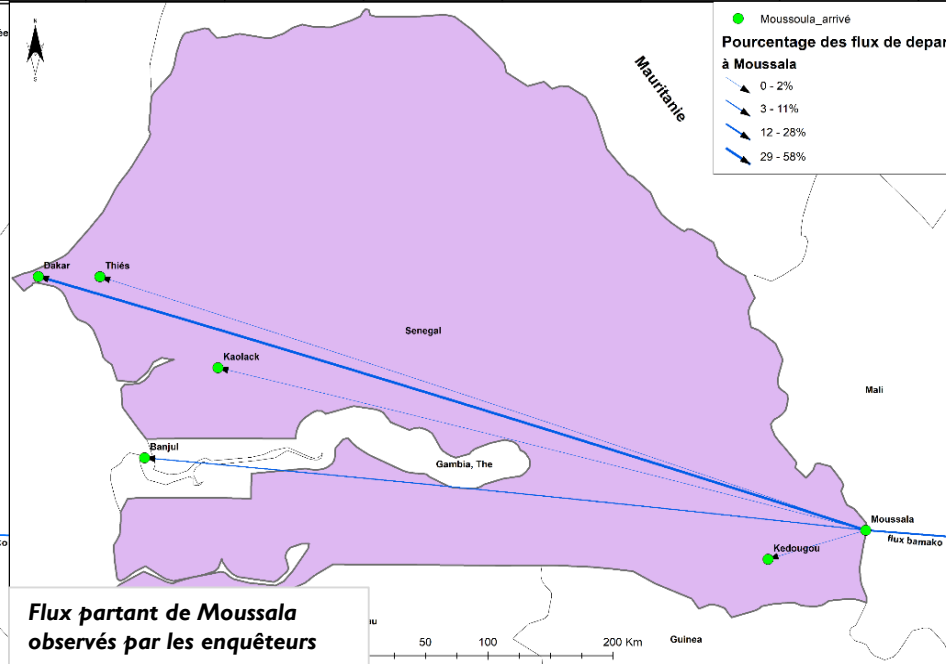 Moussoula_arrivé
Pourcentage des flux de depar
à Moussala
0 - 2%
3 - 11%
12 - 28%
29 - 58%
N
S
Mauritanie
Dakar
Thiés
Senegal
Kaolack
Mali
Banjul
Gambia, The
Moussala
flux bamako
Kedougou
Flux partant de Moussala
observés par les enquêteurs
50 100 200 Km
Guinea